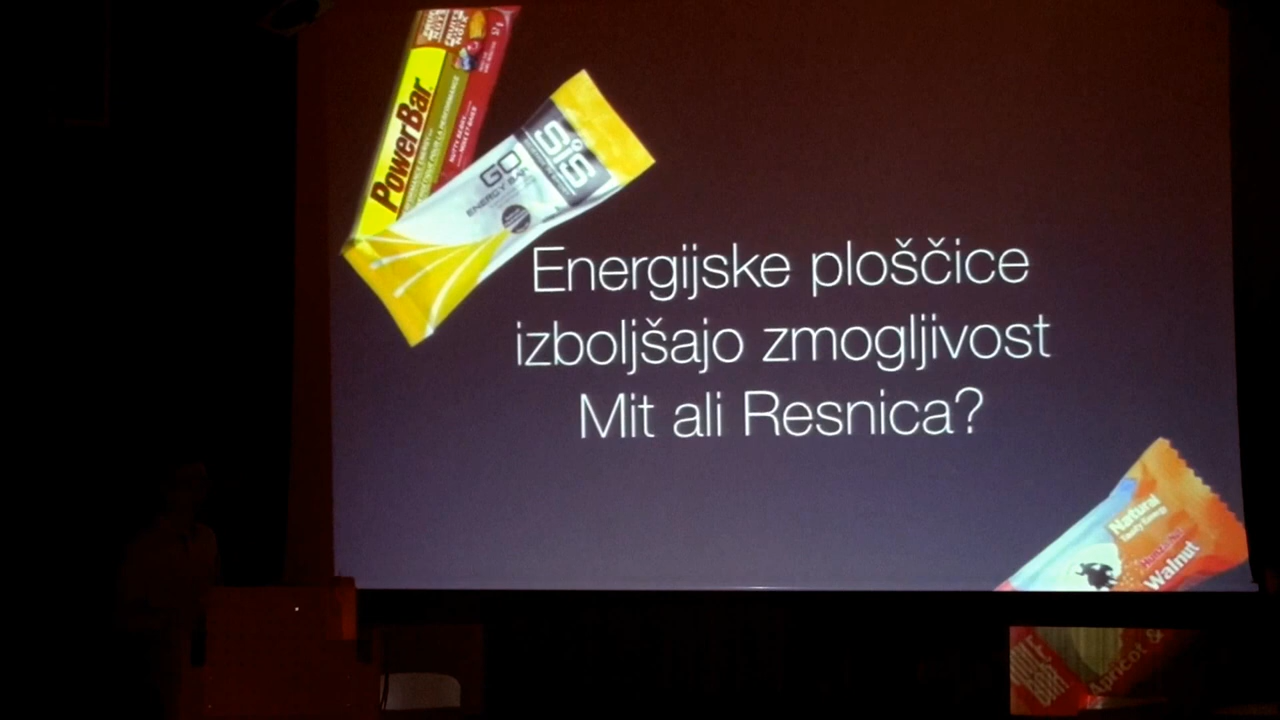 PowerBar
SiS
GO
ENERGY BAR
Energijske ploščice
izboljšajo zmogljivost
Mit ali Resnica?
Natural
Walnut
Apricot &